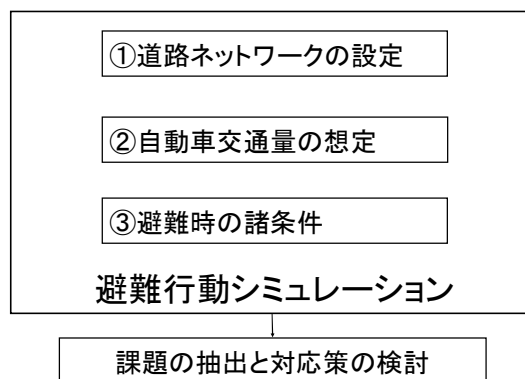 ①道路ネットワークの設定
②自動車交通量の想定
③避難時の諸条件
避難行動シミュレーション
課題の抽出と対応策の検討